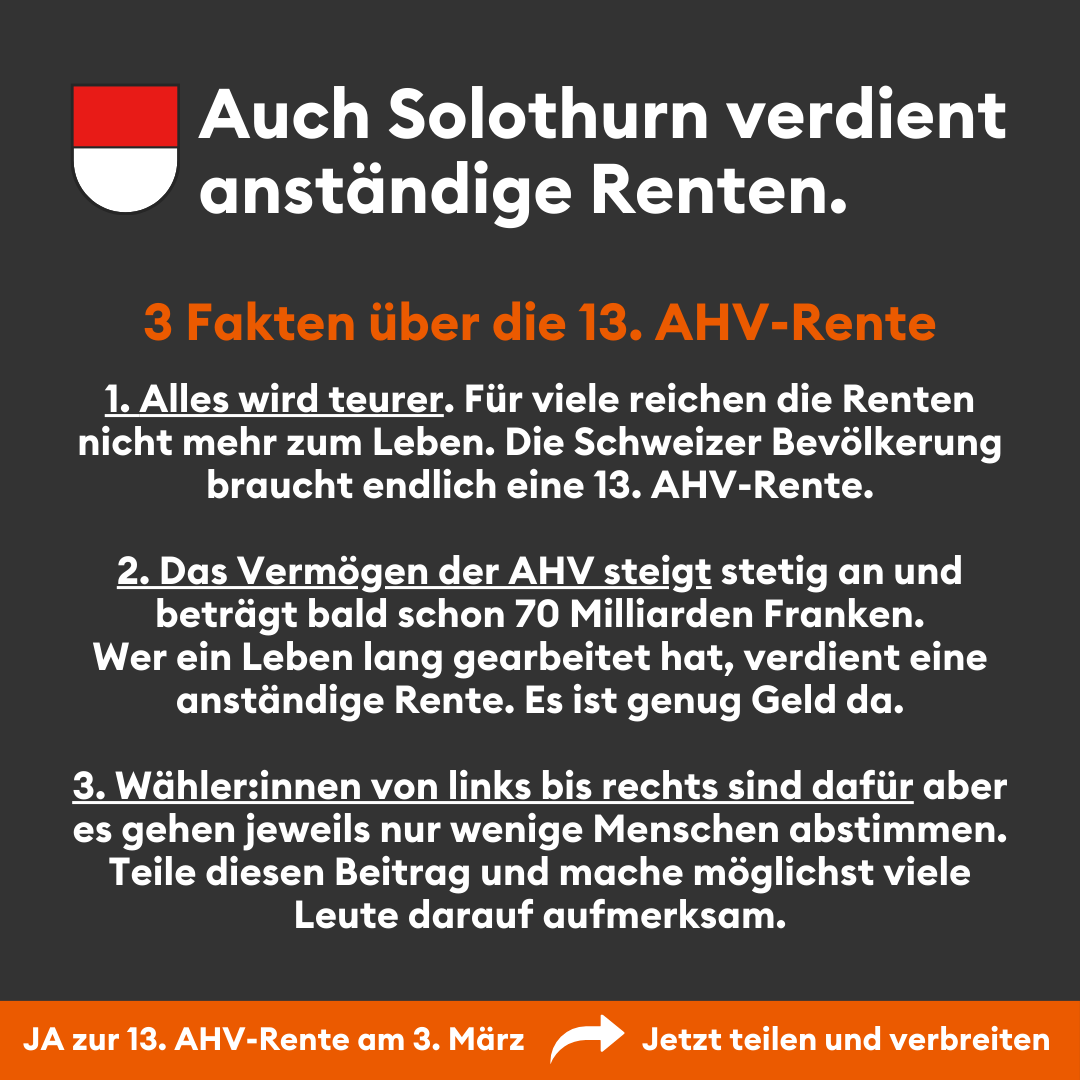 Auch Solothurn verdient
anständige Renten.
3 Fakten über die 13. AHV-Rente
1. Alles wird teurer. Für viele reichen die Renten
nicht mehr zum Leben. Die Schweizer Bevölkerung
braucht endlich eine 13. AHV-Rente.
2. Das Vermögen der AHV steigt stetig an und
beträgt bald schon 70 Milliarden Franken.
Wer ein Leben lang gearbeitet hat, verdient eine
anständige Rente. Es ist genug Geld da.
3. Wähler:innen von links bis rechts sind dafür aber
es gehen jeweils nur wenige Menschen abstimmen.
Teile diesen Beitrag und mache möglichst viele
Leute darauf aufmerksam.
JA zur 13. AHV-Rente am 3. März
Jetzt teilen und verbreiten